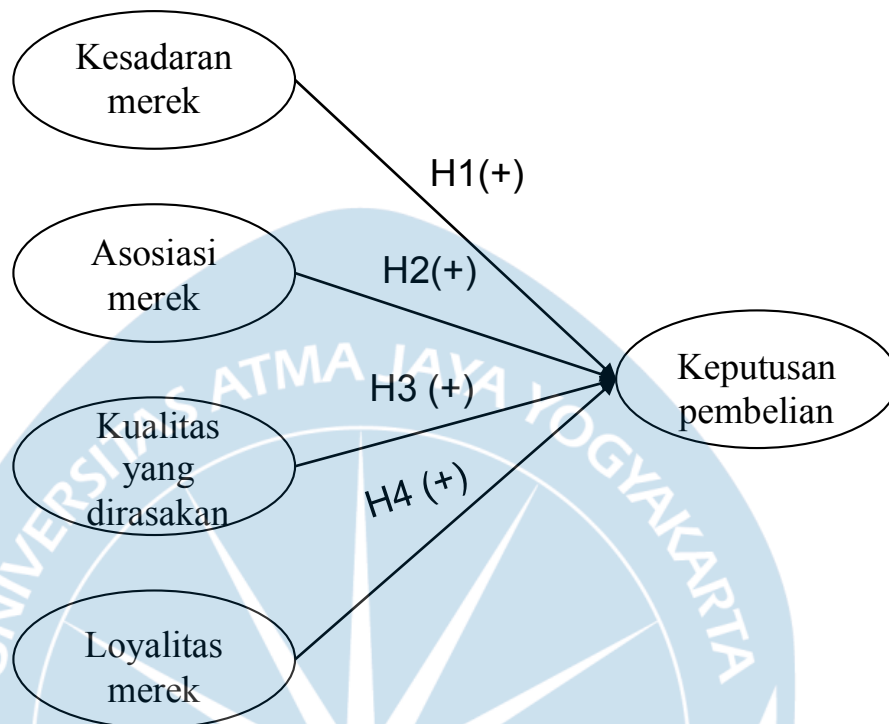 Kesadaran
merek
H1(+)
Asosiasi
merek
H2(+)
Keputusan
pembelian
H3 (+)
Kualitas
yang
dirasakan
H4 (+)
Loyalitas
merek
UNIVERSITAS ATMA JAYA YOGYAKARTA